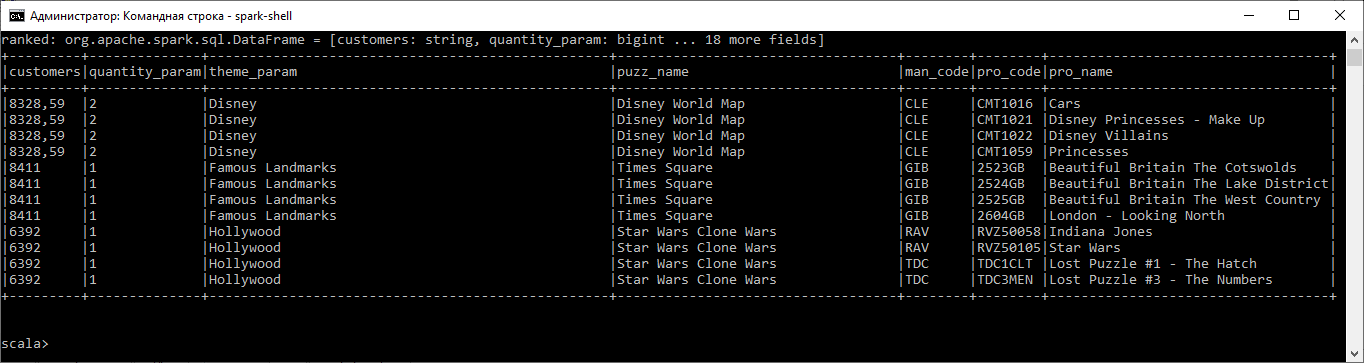 Администратор: Командная строка - spark-shell
ranked: org.apache.spark.sql.DataFrame = [customers: string, quantity_param: bigint ... 18 more fields]
|customers|quantity_param|theme_param|puzz_name|man_code|pro_code|pro_name|
|8328,59|2|Disney|Disney World Map|CLE|CMT1016|Cars|
|8328,59|2|Disney|Disney World Map|CLE|CMT1021|Disney Princesses - Make Up|
|8328,59|2|Disney|Disney World Map|CLE|CMT1022|Disney Villains|
|8328,59|2|Disney|Disney World Map|CLE|CMT1059|Princesses|
|8411|1|Famous Landmarks|Times Square|GIB|2523GB|Beautiful Britain The Cotswolds|
|8411|1|Famous Landmarks|Times Square|GIB|2524GB|Beautiful Britain The Lake District|
|8411|1|Famous Landmarks|Times Square|GIB|2525GB|Beautiful Britain The West Country|
|8411|1|Famous Landmarks|Times Square|GIB|2604GB|London - Looking North|
|6392|1|Hollywood|Star Wars Clone Wars|RAV|RVZ50058|Indiana Jones|
|6392|1|Hollywood|Star Wars Clone Wars|RAV|RVZ50105|Star Wars|
|6392|1|Hollywood|Star Wars Clone Wars|TDC|TDC1CLT|Lost Puzzle #1 - The Hatch|
|6392|1|Hollywood|Star Wars Clone Wars|TDC|TDC3MEN|Lost Puzzle #3 - The Numbers|
scala>